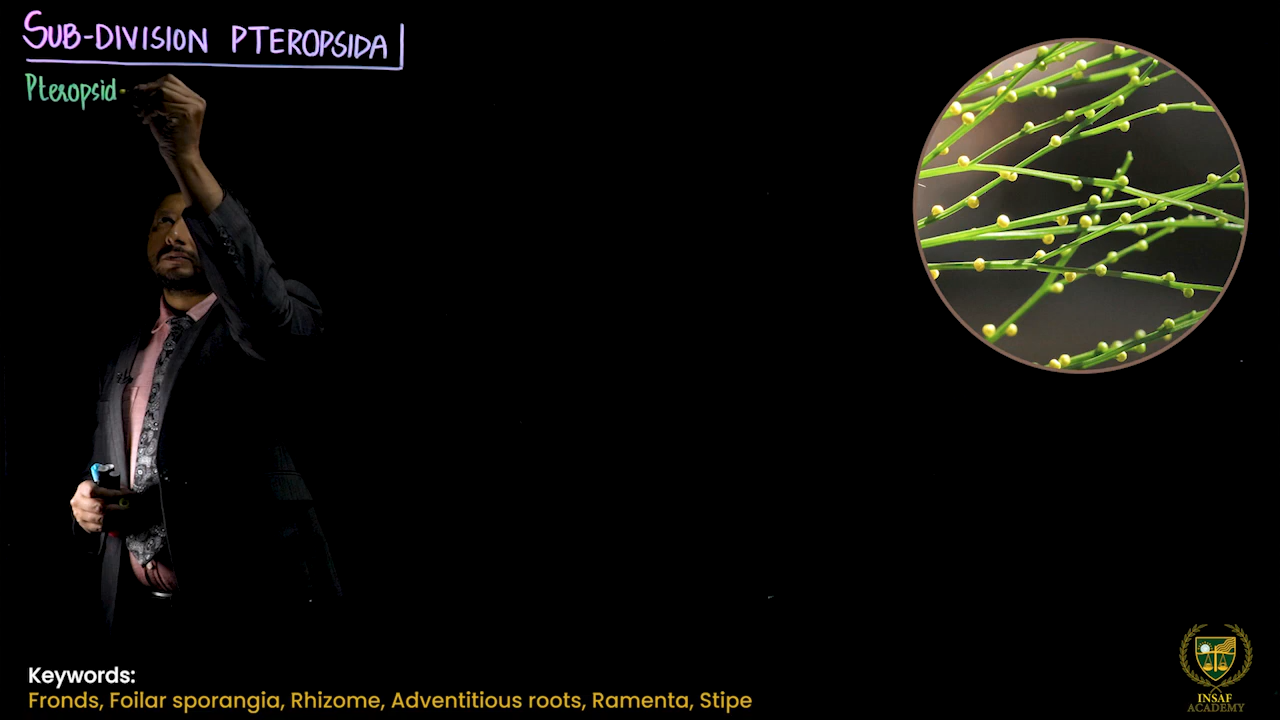 SUB-DIVISION PTEROPSIDA
Pteropsid
Keywords:
Fronds, Foilar sporangia, Rhizome, Adventitious roots, Ramenta, Stipe
INSAF
ACADEMY